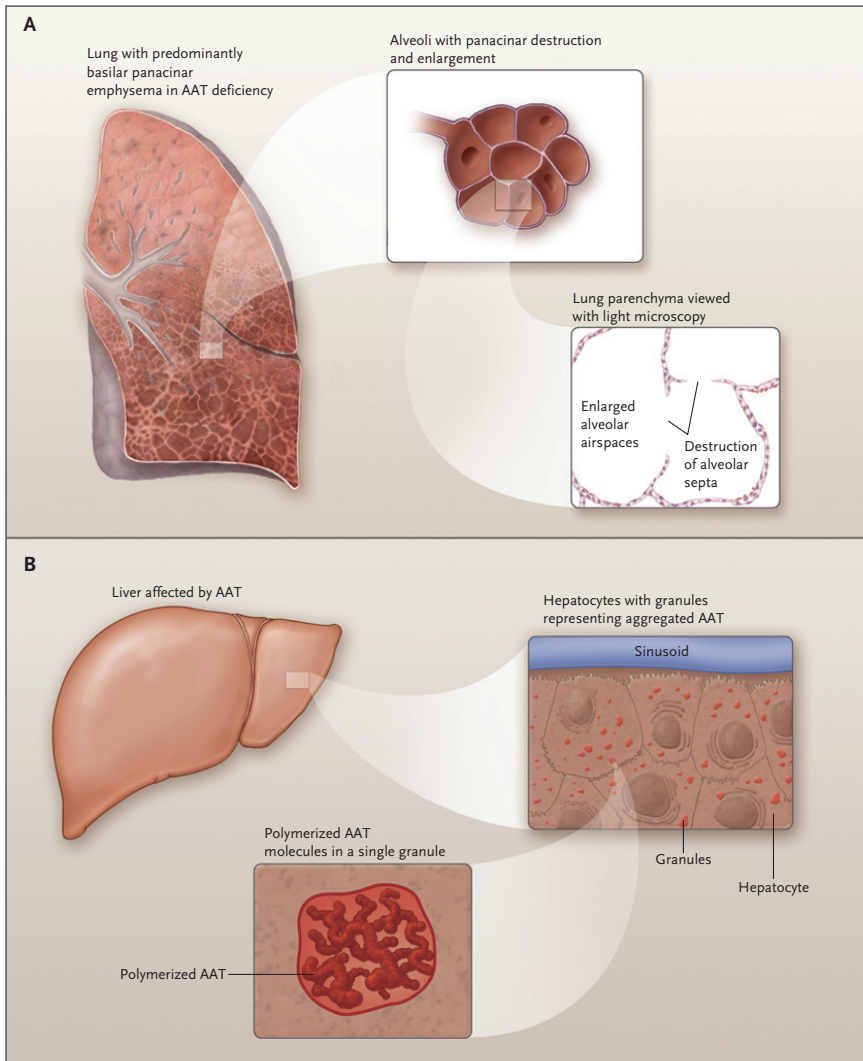 A
Lung with predominantly
basilar panacinar
emphysema in AAT deficiency
Alveoli with panacinar destruction
and enlargement
Lung parenchyma viewed
with light microscopy
Enlarged
alveolar
airspaces
Destruction
of alveolar
septa
B
Liver affected by AAT
Hepatocytes with granules
representing aggregated AAT
Sinusoid
Granules
Hepatocyte
Polymerized AAT
molecules in a single granule
Polymerized AAT